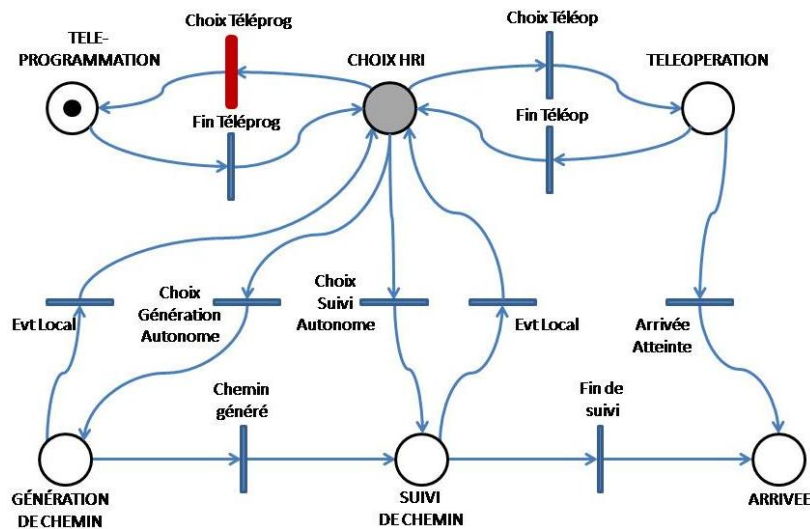 Choix Téléprog
Choix Téléop
TELE-
PROGRAMMATION
CHOIX HRI
TELEOPERATION
Fin Téléprog
Fin Téléop
Evt Local
Choix
Génération
Autonome
Choix
Suivi
Autonome
Evt Local
Arrivée
Atteinte
Chemin
généré
Fin de
suivi
GÉNÉRATION
DE CHEMIN
SUIVI
DE CHEMIN
ARRIVEE